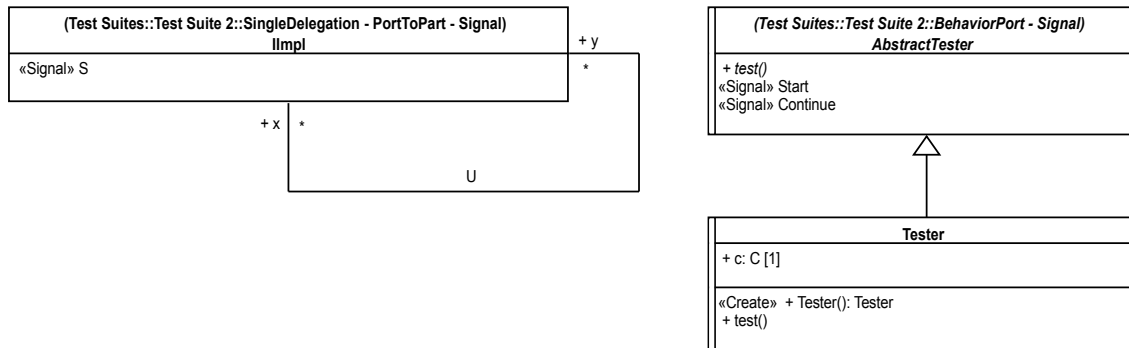 (Test Suites::Test Suite 2::SingleDelegation - PortToPart - Signal)
IImpl
«Signal» S
+ y
*
+ x
*
U
(Test Suites::Test Suite 2::BehaviorPort - Signal)
AbstractTester
+ test()
«Signal» Start
«Signal» Continue
Tester
+ c: C [1]
«Create» + Tester(): Tester
+ test()